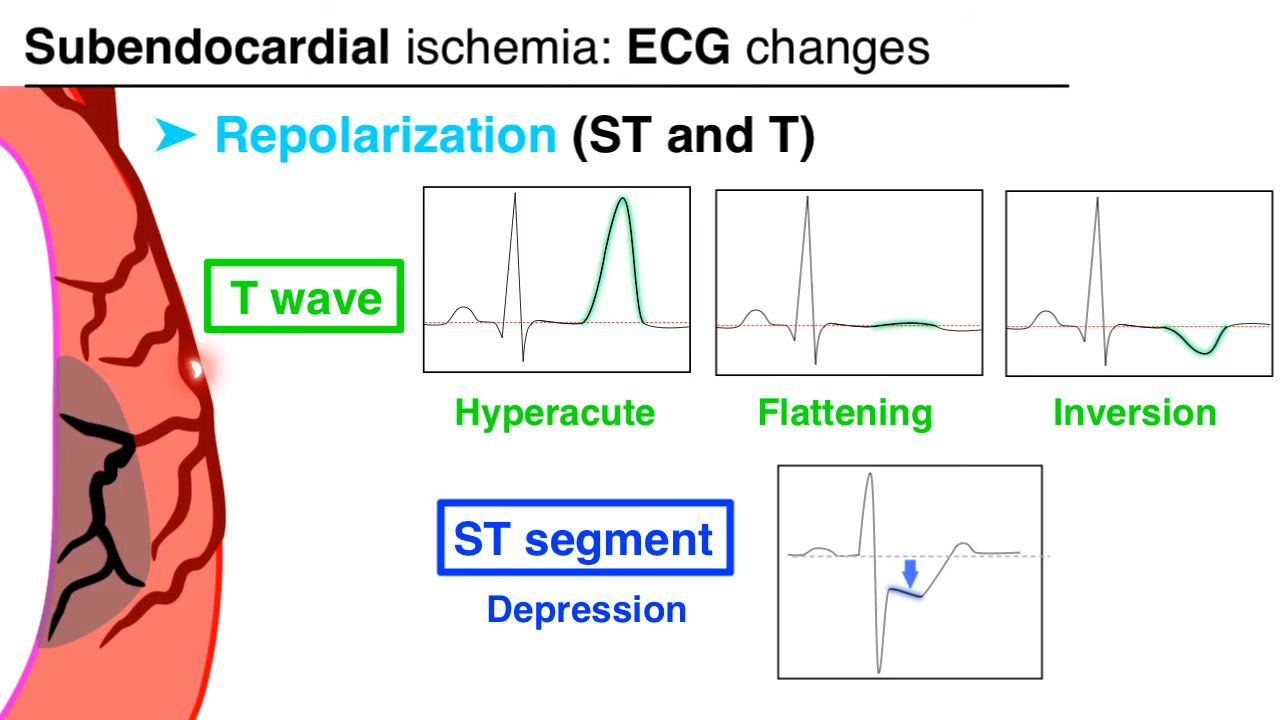 Subendocardial ischemia: ECG changes
➤ Repolarization (ST and T)
T wave
Hyperacute
Flattening
Inversion
ST segment
Depression